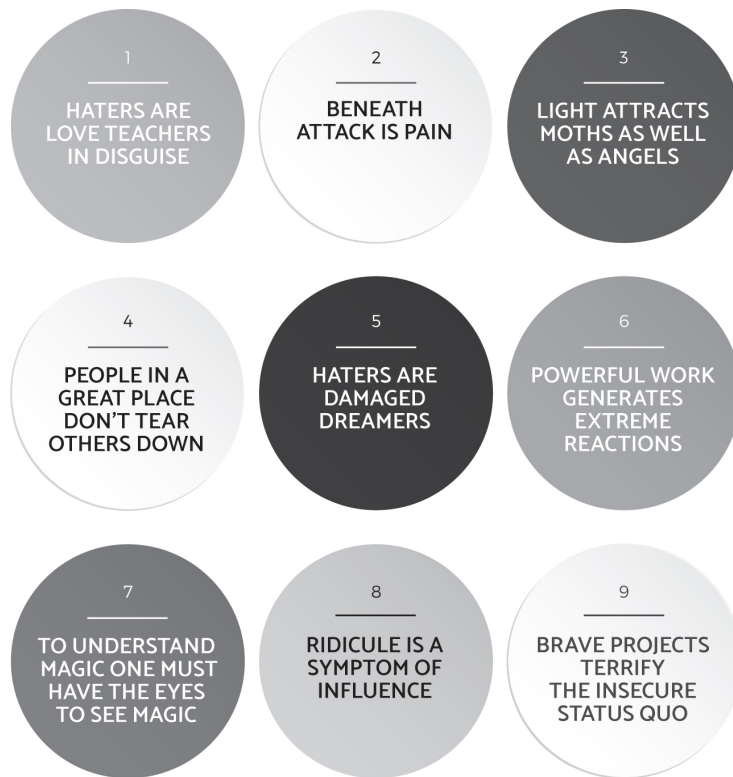 1
HATERS ARE
LOVE TEACHERS
IN DISGUISE
2
BENEATH
ATTACK IS PAIN
3
LIGHT ATTRACTS
MOTHS AS WELL
AS ANGELS
4
PEOPLE IN A
GREAT PLACE
DON'T TEAR
OTHERS DOWN
5
HATERS ARE
DAMAGED
DREAMERS
6
POWERFUL WORK
GENERATES
EXTREME
REACTIONS
7
TO UNDERSTAND
MAGIC ONE MUST
HAVE THE EYES
TO SEE MAGIC
8
RIDICULE IS A
SYMPTOM OF
INFLUENCE
9
BRAVE PROJECTS
TERRIFY
THE INSECURE
STATUS QUO